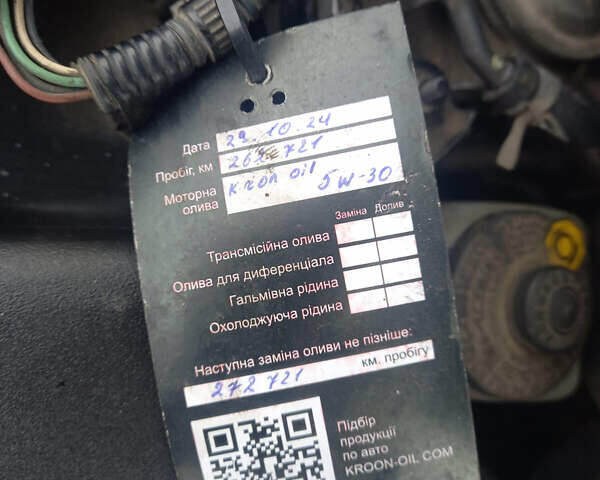 Дата 29.10.24
Пробіг, км 262 721
Моторна олива Kroon oil 5w-30
Заміна Долив
Трансмісійна олива
Олива для диференціала
Гальмівна рідина
Охолоджуюча рідина
Наступна заміна оливи не пізніше:
272 721 км. пробігу
Підбір
продукції
по авто
KROON-OIL.COM